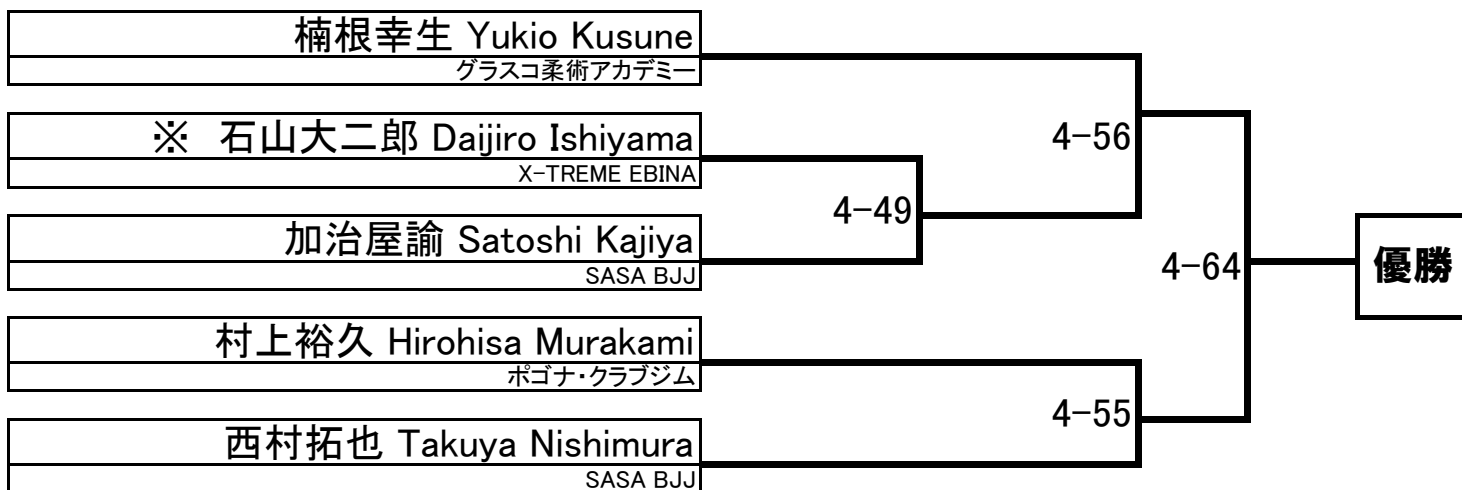 楠根幸生 Yukio Kusune
グラスコ柔術アカデミー
※ 石山大二郎 Daijiro Ishiyama
X-TREME EBINA
4-56
4-49
加治屋諭 Satoshi Kajiya
SASA BJJ
4-64
優勝
村上裕久 Hirohisa Murakami
ポゴナ・クラブジム
4-55
西村拓也 Takuya Nishimura
SASA BJJ